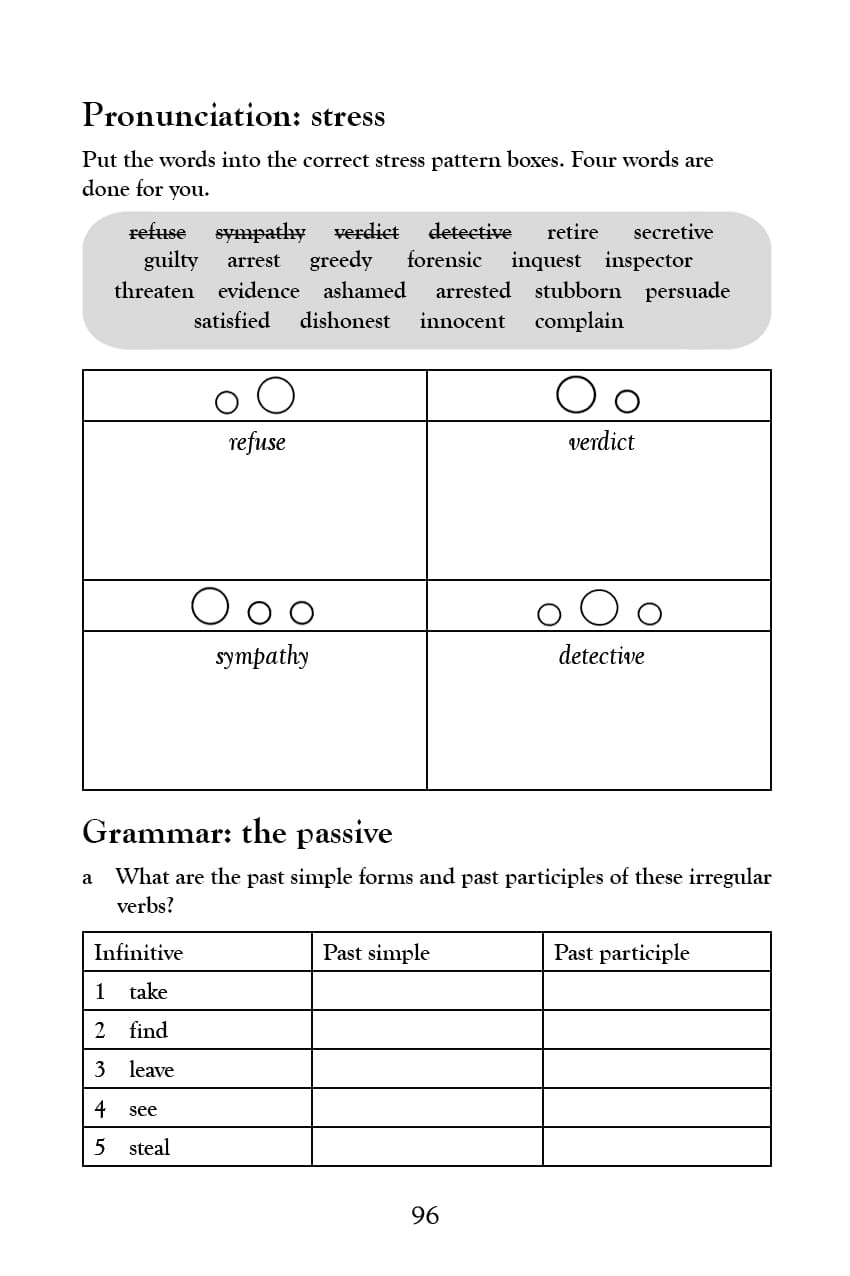 Pronunciation: stress
Put the words into the correct stress pattern boxes. Four words are
done for you.
refuse sympathy verdict detective retire secretive
guilty arrest greedy forensic inquest inspector
threaten evidence ashamed arrested stubborn persuade
satisfied dishonest innocent complain
refuse verdict
sympathy detective
Grammar: the passive
a What are the past simple forms and past participles of these irregular
verbs?
Infinitive Past simple Past participle
1 take
2 find
3 leave
4 see
5 steal
96